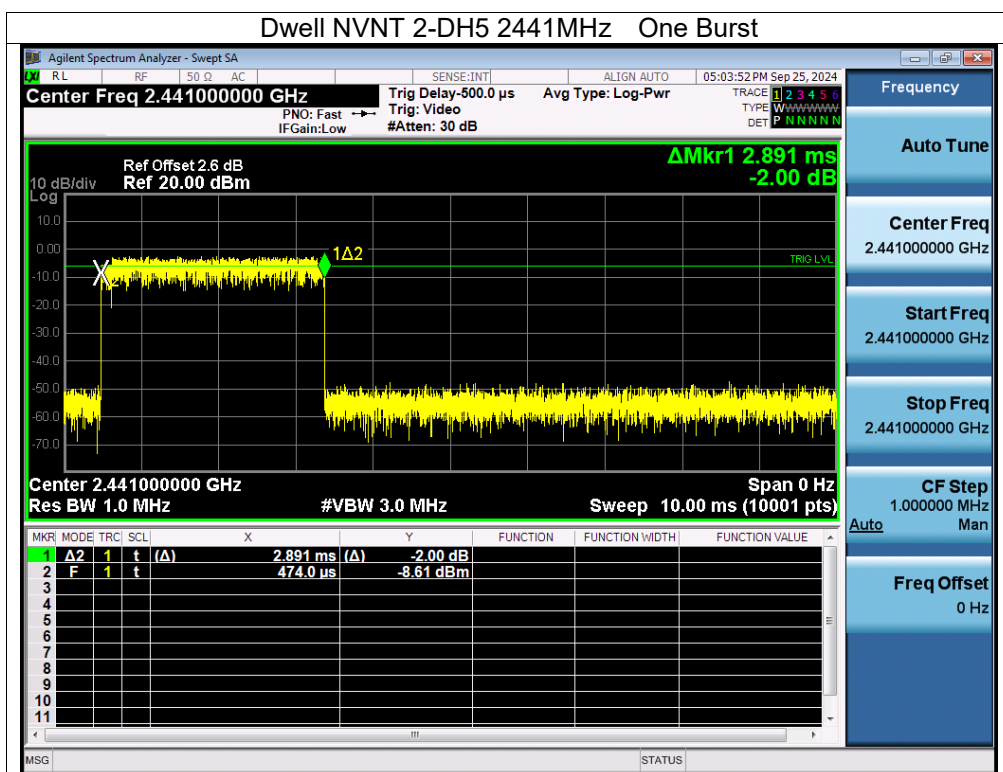 Dwell NVNT 2-DH5 2441MHz One Burst
Agilent Spectrum Analyzer - Swept SA
LXI RL RF 50 Ω AC SENSE:INT ALIGN AUTO 05:03:52 PM Sep 25, 2024
Center Freq 2.441000000 GHz
PNO: Fast
IFGain:Low
Trig Delay-500.0 µs
Trig: Video
#Atten: 30 dB
Avg Type: Log-Pwr
TRACE 1 2 3 4 5 6
TYPE WWWWWW
DET P N N N N N
ΔMkr1 2.891 ms
-2.00 dB
Ref Offset 2.6 dB
10 dB/div Ref 20.00 dBm
Log
10.0
0.00
-10.0
-20.0
-30.0
-40.0
-50.0
-60.0
-70.0
1Δ2
TRIG LVL
Center 2.441000000 GHz Span 0 Hz
Res BW 1.0 MHz #VBW 3.0 MHz Sweep 10.00 ms (10001 pts)
MKR MODE TRC SCL X Y FUNCTION FUNCTION WIDTH FUNCTION VALUE
1 Δ2 1 t (Δ) 2.891 ms (Δ) -2.00 dB
2 F 1 t 474.0 µs -8.61 dBm
3
4
5
6
7
8
9
10
11
MSG STATUS
Frequency
Auto Tune
Center Freq
2.441000000 GHz
Start Freq
2.441000000 GHz
Stop Freq
2.441000000 GHz
CF Step
1.000000 MHz
Auto Man
Freq Offset
0 Hz